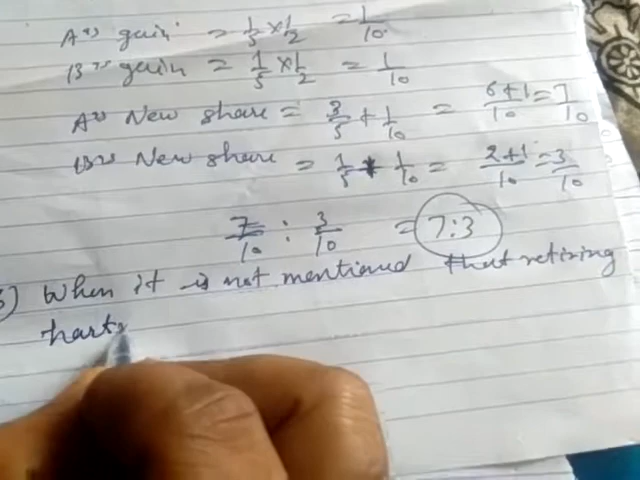 A's gain = 1/5 × 1/2 = 1/10
B's gain = 1/5 × 1/2 = 1/10
A's New share = 3/5 + 1/10 = 6+1/10 = 7/10
B's New share = 1/5 + 1/10 = 2+1/10 = 3/10
7/10 : 3/10 = 7:3
) When it is not mentioned that retiring